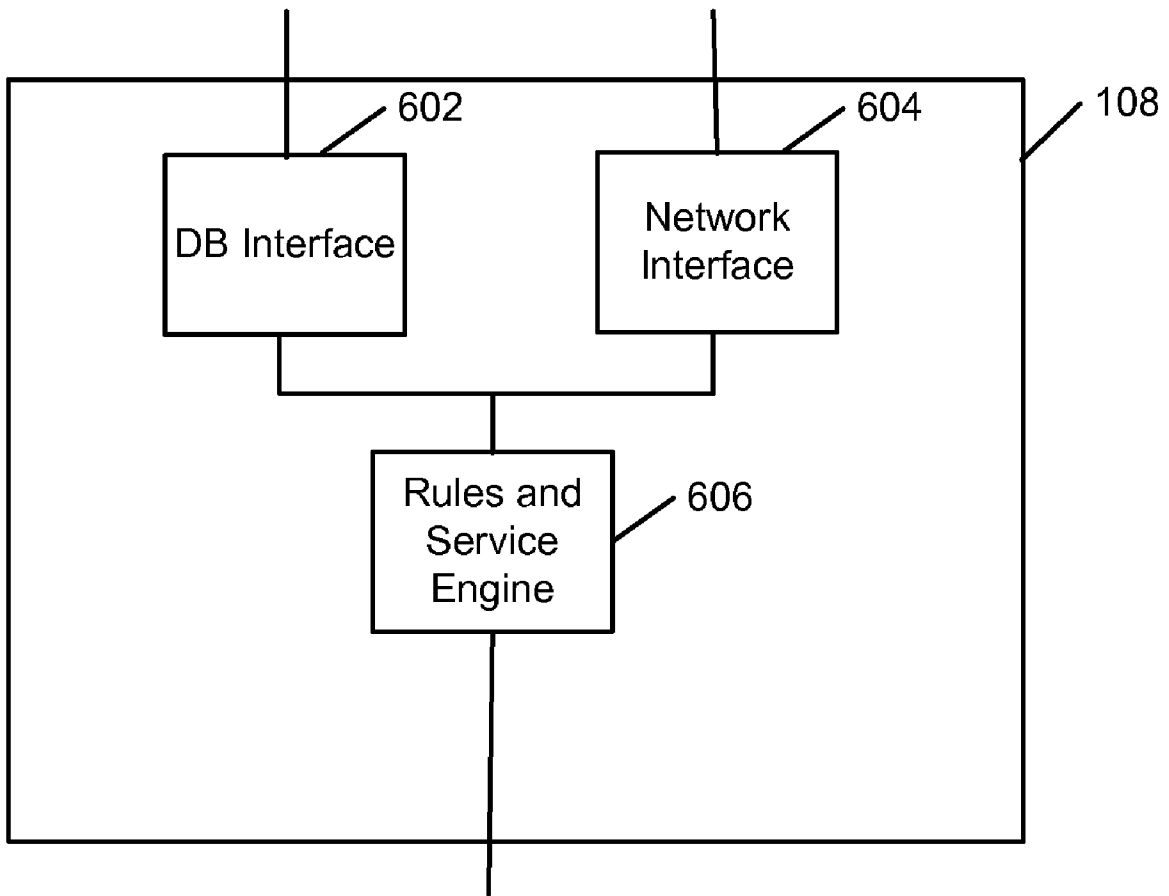 602
604
108
DB Interface
Network
Interface
Rules and
Service
Engine
606